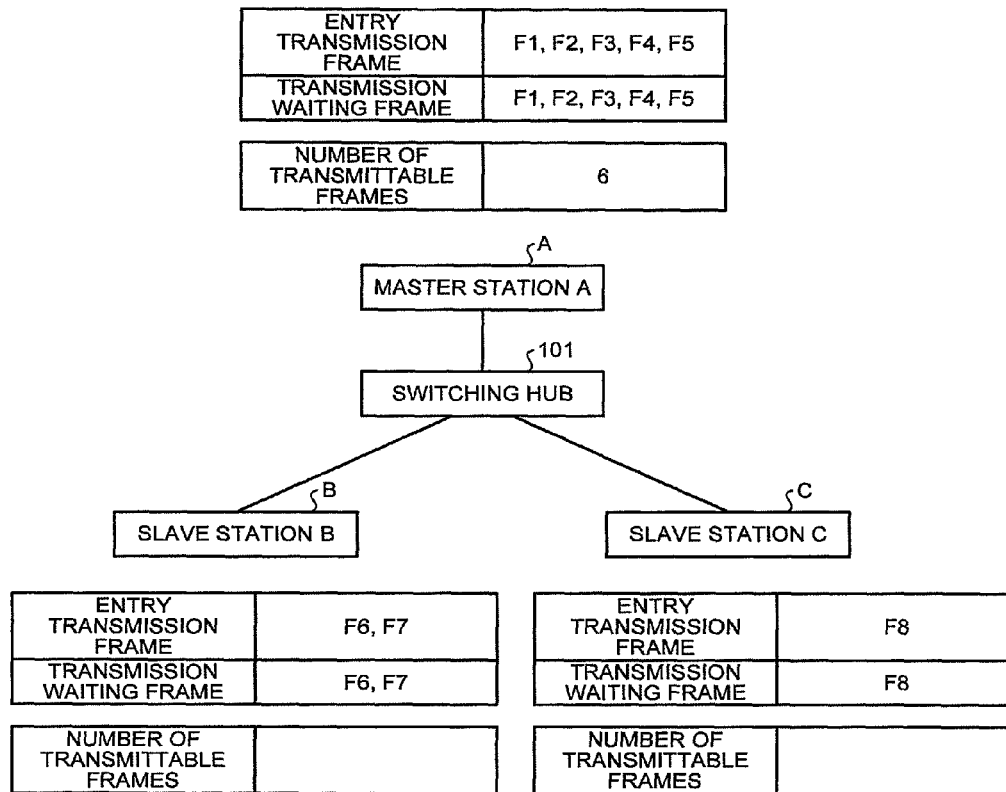 ENTRY
TRANSMISSION
FRAME
F1, F2, F3, F4, F5
TRANSMISSION
WAITING FRAME
F1, F2, F3, F4, F5
NUMBER OF
TRANSMITTABLE
FRAMES
6
A
MASTER STATION A
101
SWITCHING HUB
B
SLAVE STATION B
C
SLAVE STATION C
ENTRY
TRANSMISSION
FRAME
F6, F7
TRANSMISSION
WAITING FRAME
F6, F7
NUMBER OF
TRANSMITTABLE
FRAMES
ENTRY
TRANSMISSION
FRAME
F8
TRANSMISSION
WAITING FRAME
F8
NUMBER OF
TRANSMITTABLE
FRAMES